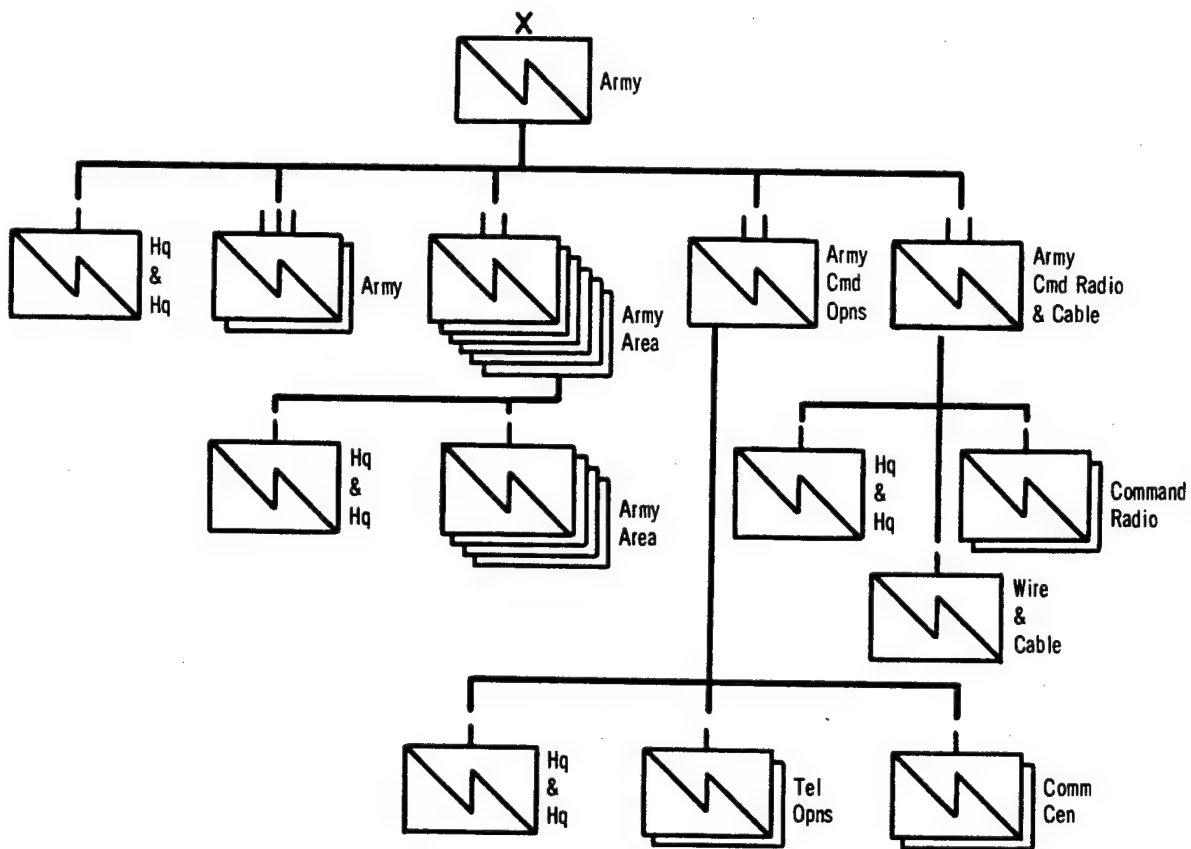 X
Army
Hq
&
Hq
Army
Army
Area
Army
Cmd
Opns
Army
Cmd Radio
& Cable
Hq
&
Hq
Army
Area
Hq
&
Hq
Command
Radio
Wire
&
Cable
Hq
&
Hq
Tel
Opns
Comm
Cen